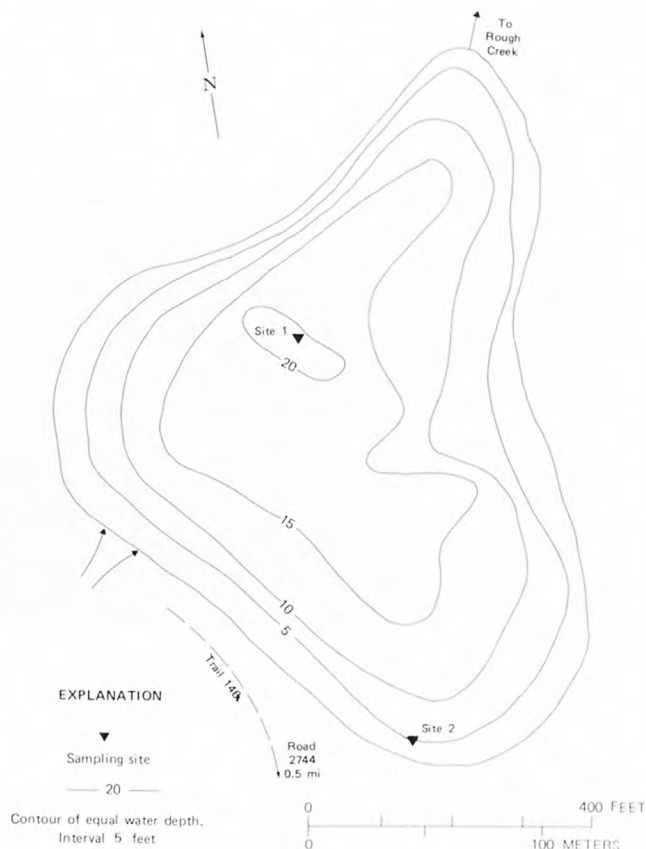 To
Rough
Creek
N
Site 1
20
15
10
5
Trail 146
EXPLANATION
Site 2
Sampling site
Road
2744
0.5 mi
20
Contour of equal water depth.
Interval 5 feet
0
400 FEET
0
100 METERS